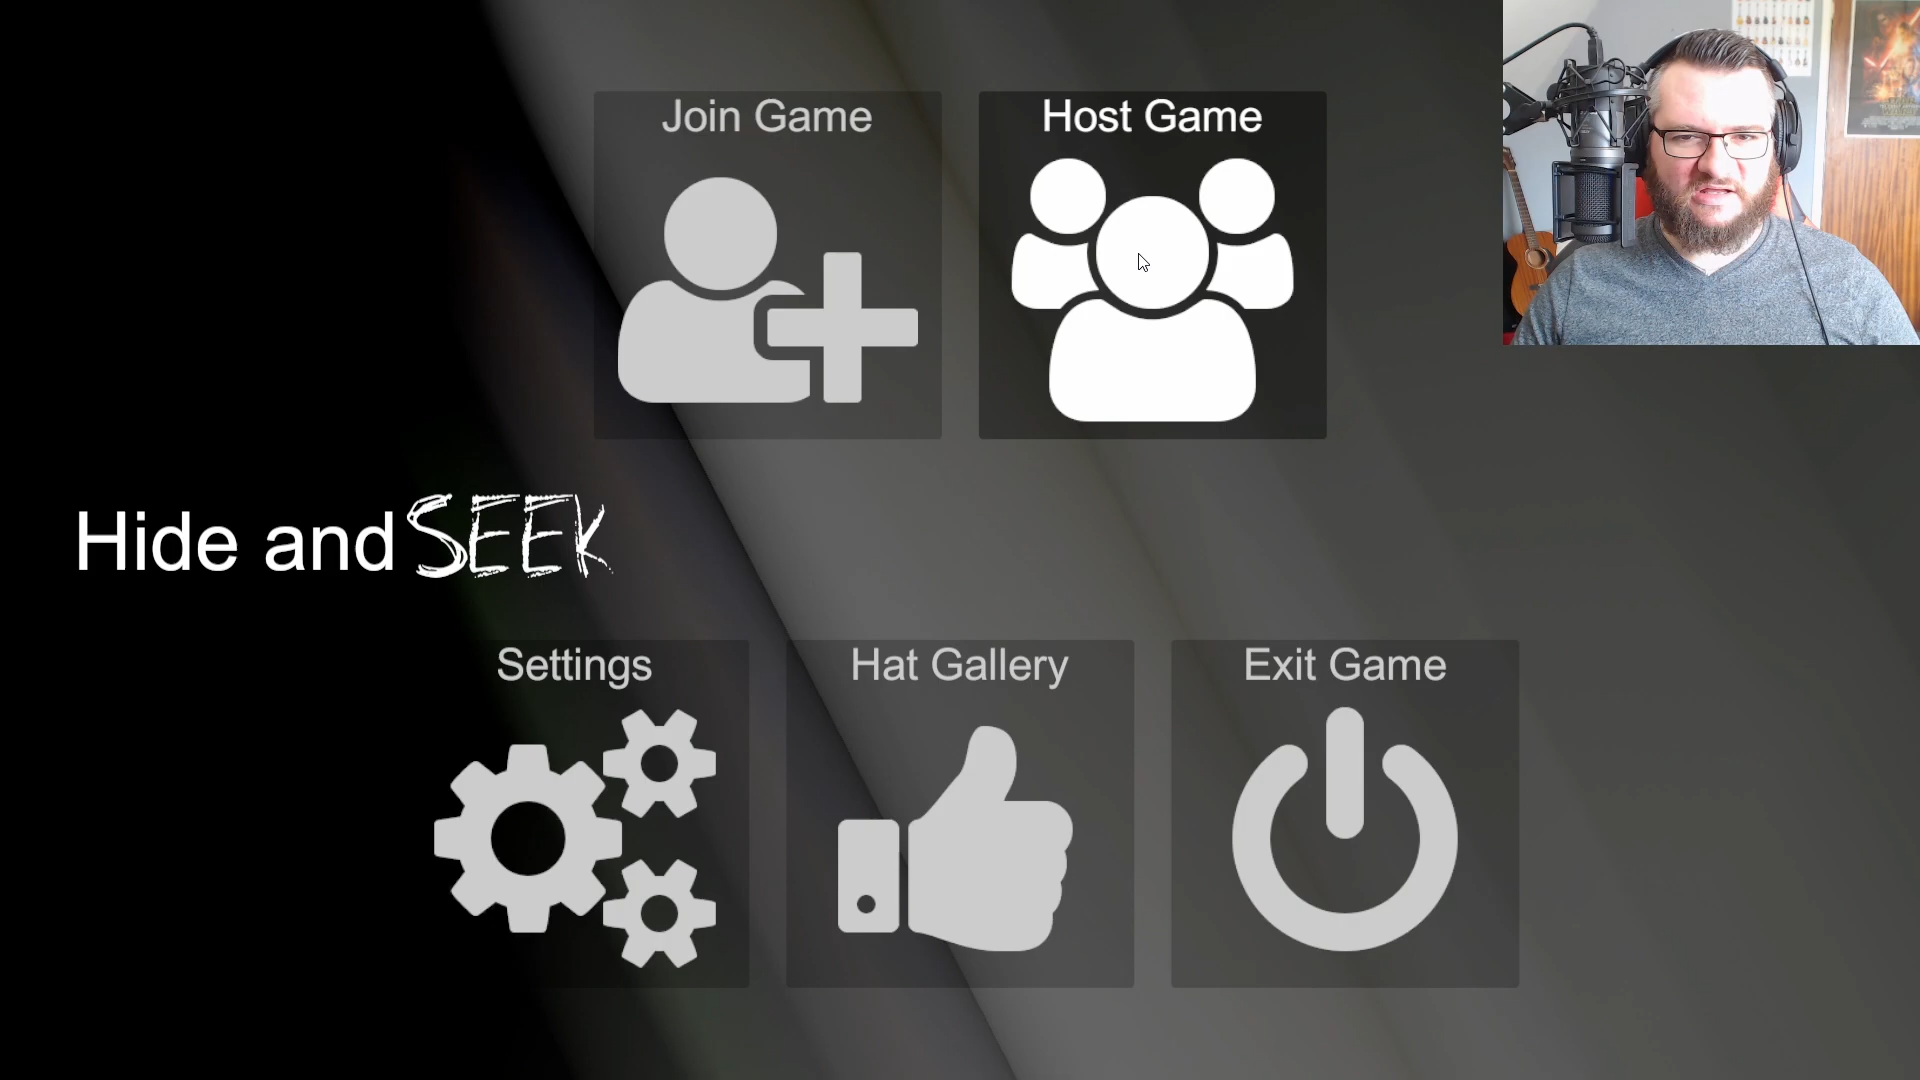 Join Game
Host Game
Hide and SEEK
Settings
Hat Gallery
Exit Game